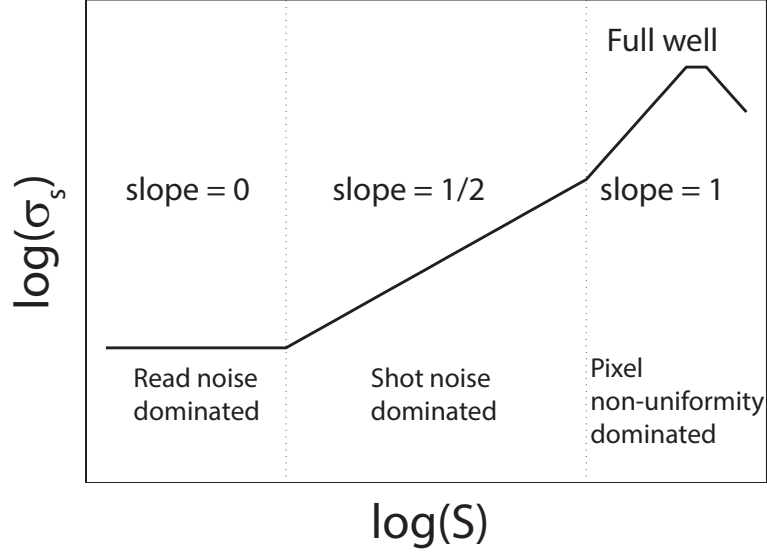 Full well
slope = 0
slope = 1/2
slope = 1
log(σs)
Read noise
dominated
Shot noise
dominated
Pixel
non-uniformity
dominated
log(S)